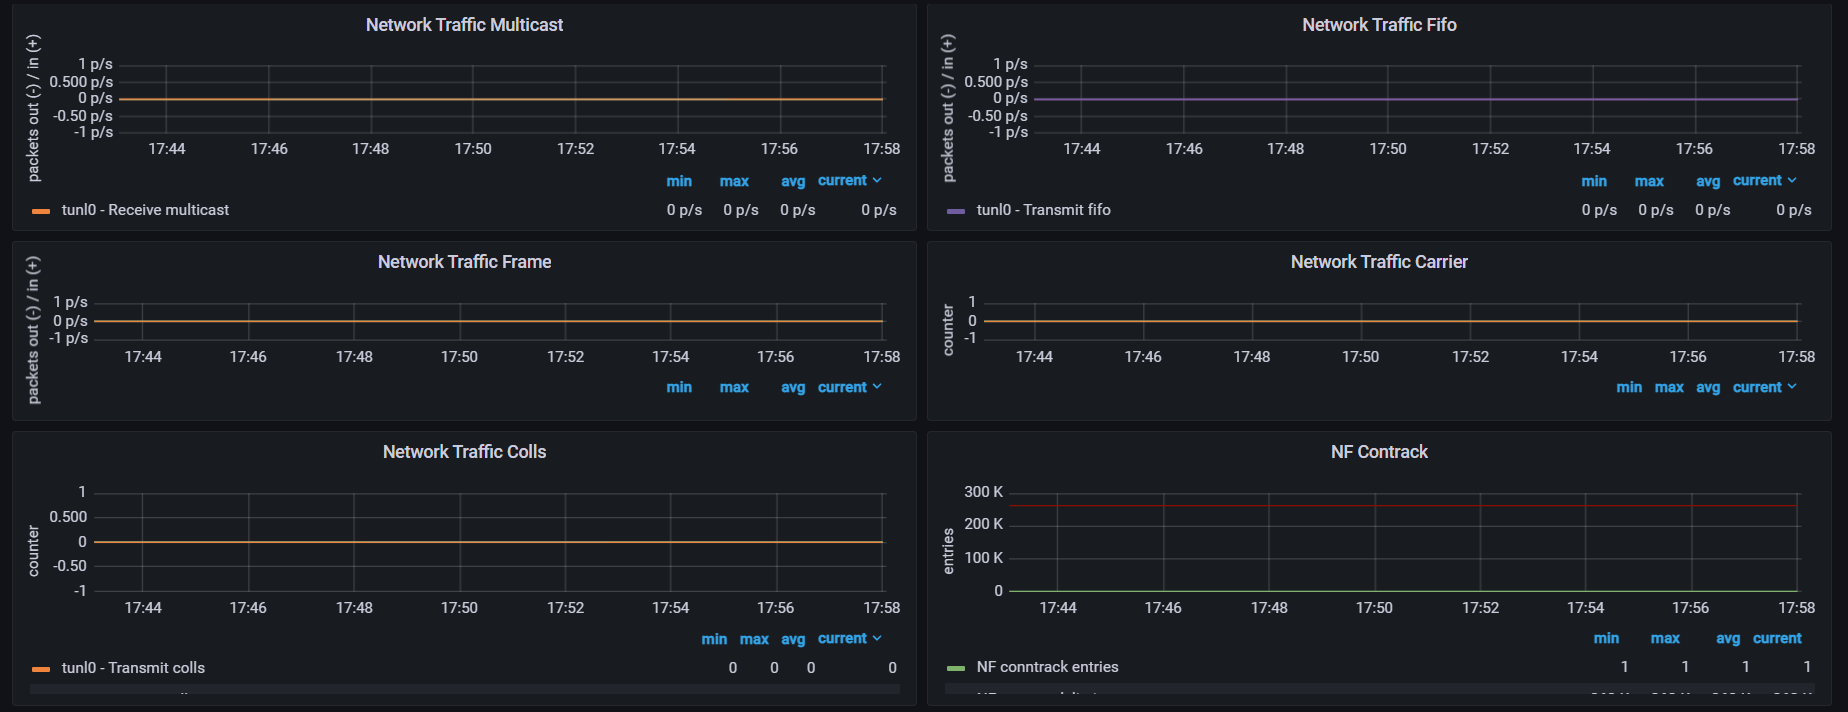 Network Traffic Multicast
packets out (-) / in (+)
1 p/s
0.500 p/s
0 p/s
-0.50 p/s
-1 p/s
17:44 17:46 17:48 17:50 17:52 17:54 17:56 17:58
min max avg current
tunl0 - Receive multicast 0 p/s 0 p/s 0 p/s 0 p/s
Network Traffic Fifo
packets out (-) / in (+)
1 p/s
0.500 p/s
0 p/s
-0.50 p/s
-1 p/s
17:44 17:46 17:48 17:50 17:52 17:54 17:56 17:58
min max avg current
tunl0 - Transmit fifo 0 p/s 0 p/s 0 p/s 0 p/s
Network Traffic Frame
packets out (-) / in (+)
1 p/s
0 p/s
-1 p/s
17:44 17:46 17:48 17:50 17:52 17:54 17:56 17:58
min max avg current
Network Traffic Carrier
counter
1
0
-1
17:44 17:46 17:48 17:50 17:52 17:54 17:56 17:58
min max avg current
Network Traffic Colls
counter
1
0.500
0
-0.50
-1
17:44 17:46 17:48 17:50 17:52 17:54 17:56 17:58
min max avg current
tunl0 - Transmit colls 0 0 0 0
NF Contrack
entries
300 K
200 K
100 K
0
17:44 17:46 17:48 17:50 17:52 17:54 17:56 17:58
min max avg current
NF conntrack entries 1 1 1 1